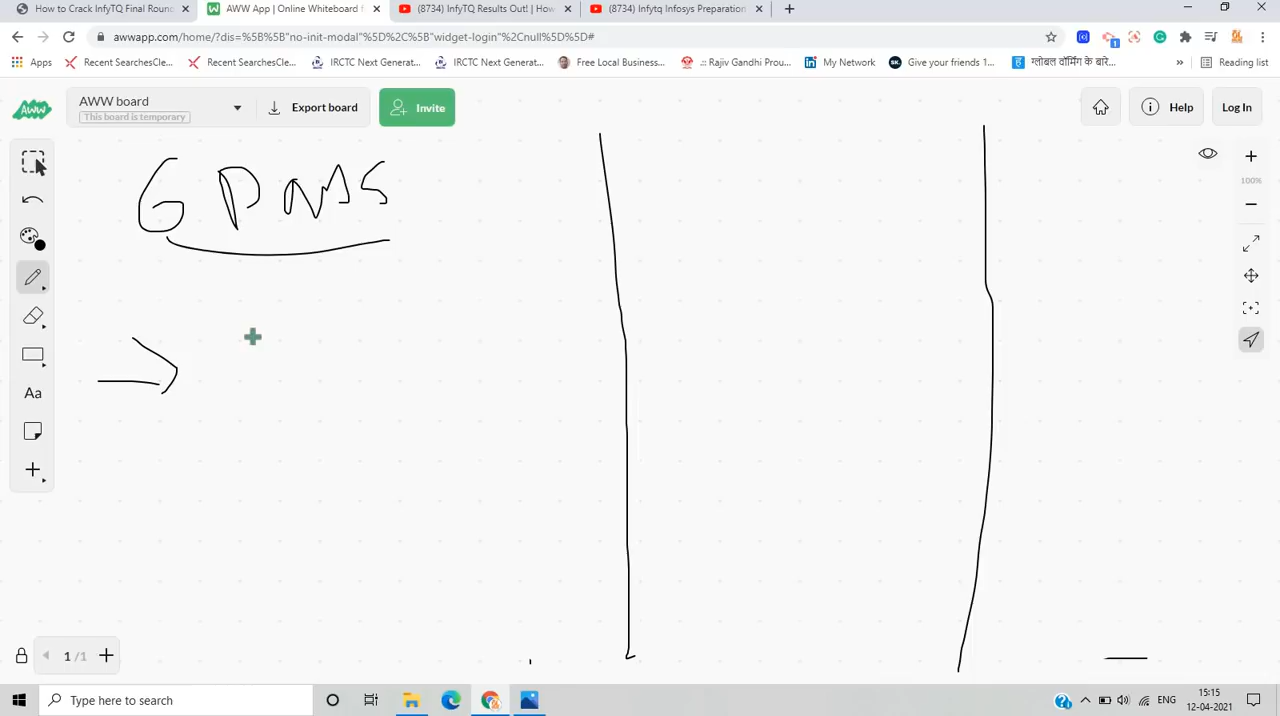 How to Crack InfyTQ Final Roun
AWW App | Online Whiteboard f
(8734) InfyTQ Results Out! | How
(8734) Infytq Infosys Preparation
awwapp.com/home/?dis=%5B%5B"no-init-modal"%5D%2C%5B"widget-login"%2Cnull%5D%5D#
Apps
Recent SearchesCle...
Recent SearchesCle...
IRCTC Next Generat...
IRCTC Next Generat...
Free Local Business...
.:: Rajiv Gandhi Prou...
My Network
Give your friends 1...
ग्लोबल वॉर्मिंग के बारे...
»
Reading list
AWW
AWW board
This board is temporary
Export board
Invite
Help
Log In
100%
Aa
1 /1
Type here to search
ENG
15:15
12-04-2021